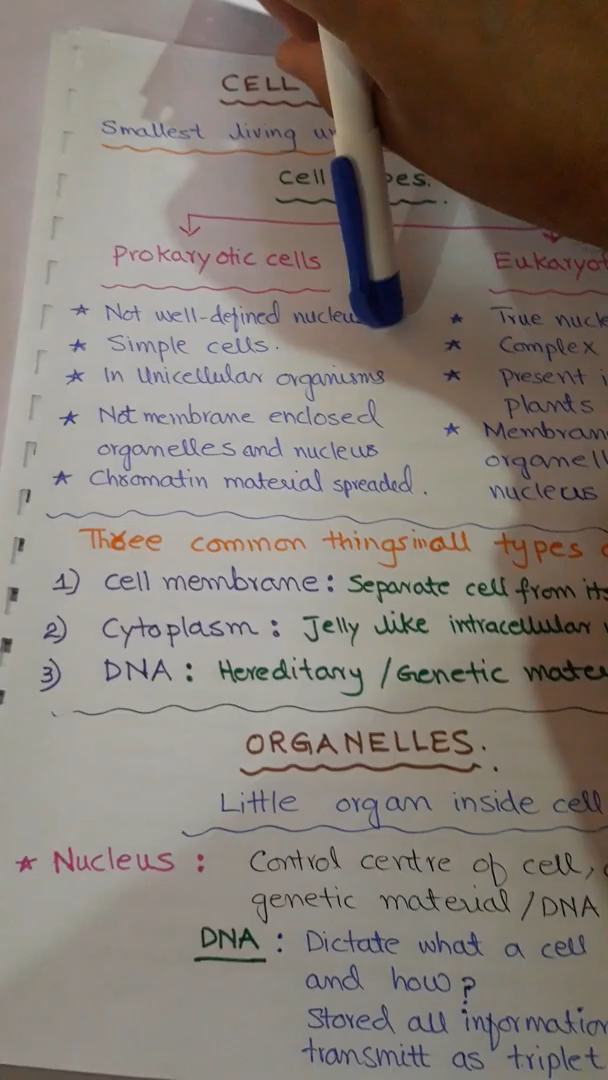 CELL
Smallest living
Cell
Prokaryotic cells
Eukaryot
* Not well-defined nucleu
* Simple cells.
* In Unicellular organisms
* Not membrane enclosed
organelles and nucleus
* Chromatin material spreaded.
* True nucle
* Complex
* Present i
plants
* Membran
organell
nucleus
Three common things in all types
1) Cell membrane: Separate cell from its
2) Cytoplasm: Jelly like intracellular
3) DNA: Hereditary /Genetic mate
ORGANELLES.
Little organ inside cell
* Nucleus: Control centre of cell,
genetic material /DNA
DNA: Dictate what a cell
and how?
Stored all information
transmitt as triplet